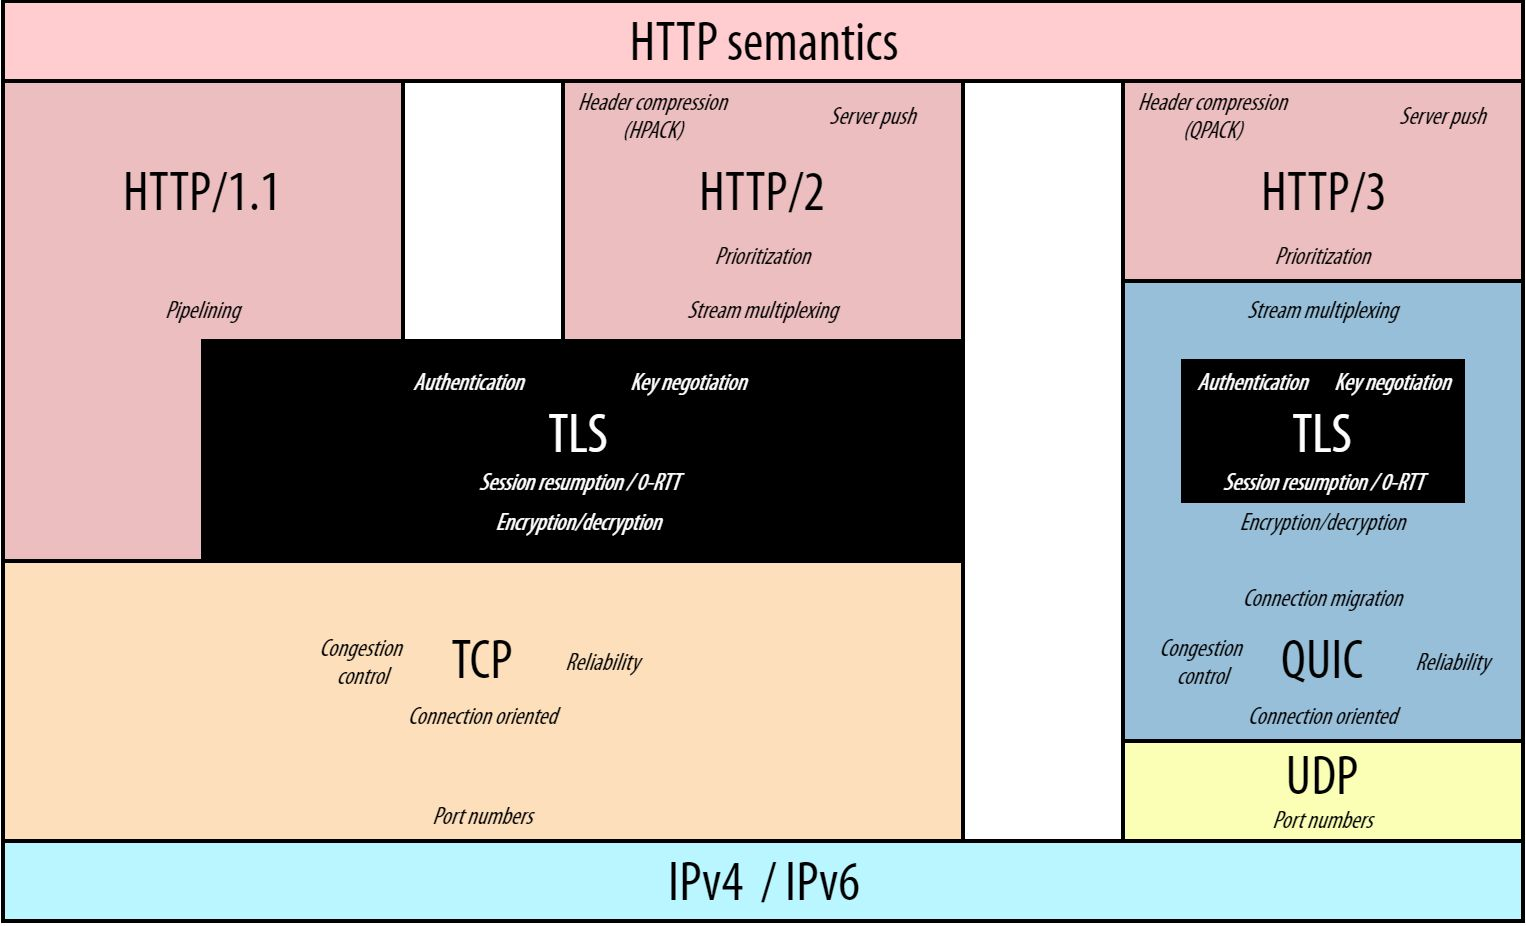 HTTP semantics
HTTP/1.1
Pipelining
Header compression
(HPACK)
Server push
HTTP/2
Prioritization
Stream multiplexing
Authentication
Key negotiation
TLS
Session resumption / 0-RTT
Encryption/decryption
Congestion
control
TCP
Reliability
Connection oriented
Port numbers
Header compression
(QPACK)
Server push
HTTP/3
Prioritization
Stream multiplexing
Authentication
Key negotiation
TLS
Session resumption / 0-RTT
Encryption/decryption
Connection migration
Congestion
control
QUIC
Reliability
Connection oriented
UDP
Port numbers
IPv4 / IPv6